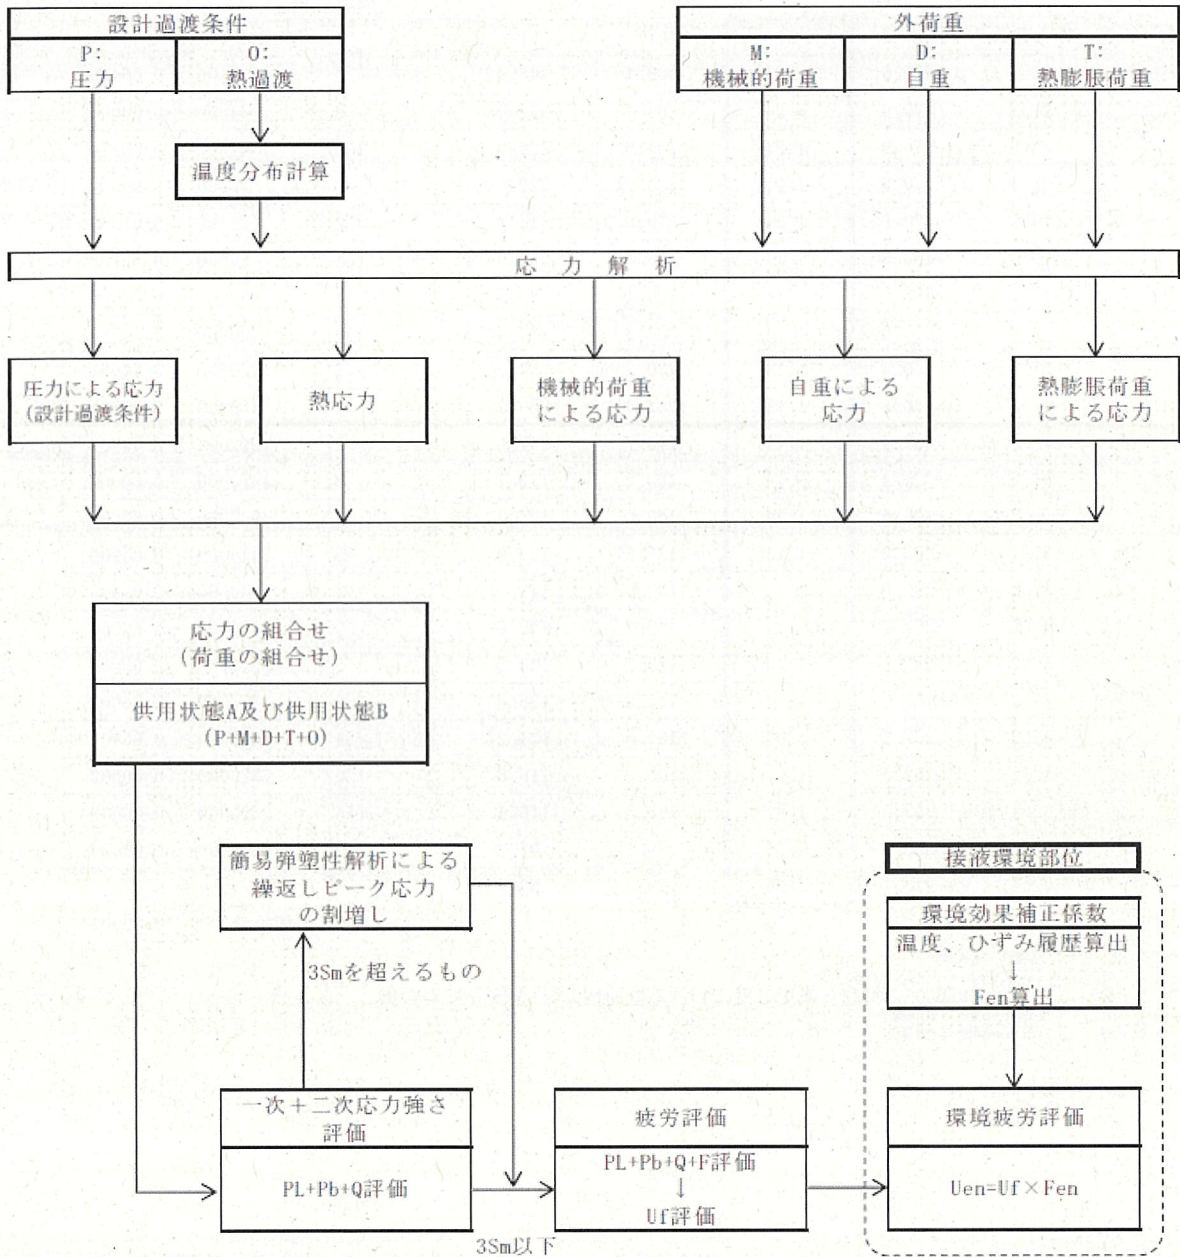 設計過渡条件
P:
圧力
O:
熱過渡
外荷重
M:
機械的荷重
D:
自重
T:
熱膨脹荷重
温度分布計算
応力解析
圧力による応力
(設計過渡条件)
熱応力
機械的荷重
による応力
自重による
応力
熱膨脹荷重
による応力
応力の組合せ
(荷重の組合せ)
供用状態A及び供用状態B
(P+M+D+T+O)
簡易弾塑性解析による
繰返しピーク応力
の割増し
3Smを超えるもの
接液環境部位
環境効果補正係数
温度、ひずみ履歴算出
↓
Fen算出
一次+二次応力強さ
評価
PL+Pb+Q評価
3Sm以下
疲労評価
PL+Pb+Q+F評価
↓
Uf評価
環境疲労評価
Uen=Uf×Fen